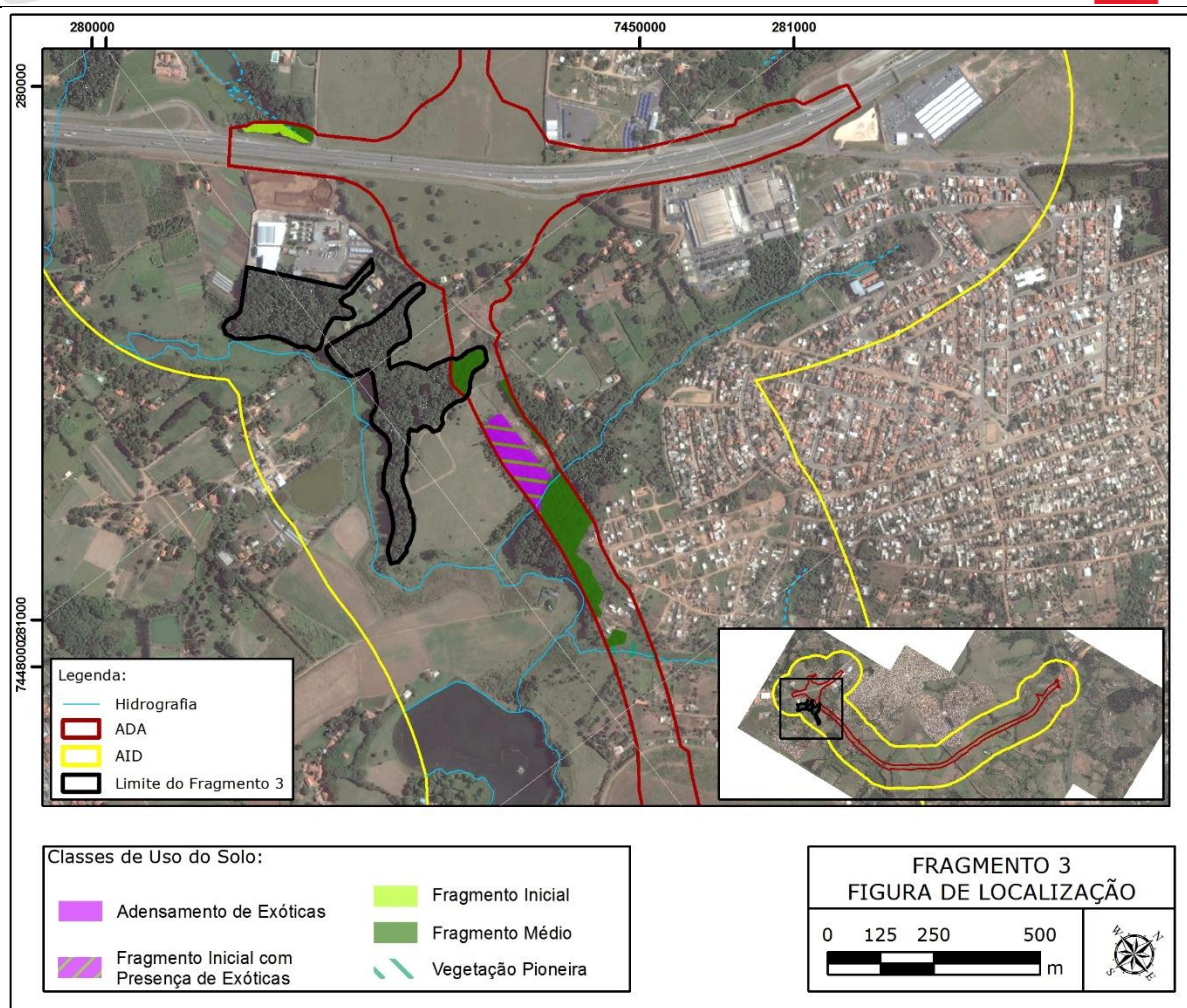 280000
7450000
281000
280000
7448000281000
Legenda:
Hidrografia
ADA
AID
Limite do Fragmento 3
Classes de Uso do Solo:
Adensamento de Exóticas
Fragmento Inicial com
Presença de Exóticas
Fragmento Inicial
Fragmento Médio
Vegetação Pioneira
FRAGMENTO 3
FIGURA DE LOCALIZAÇÃO
0 125 250 500
m
W N
S E